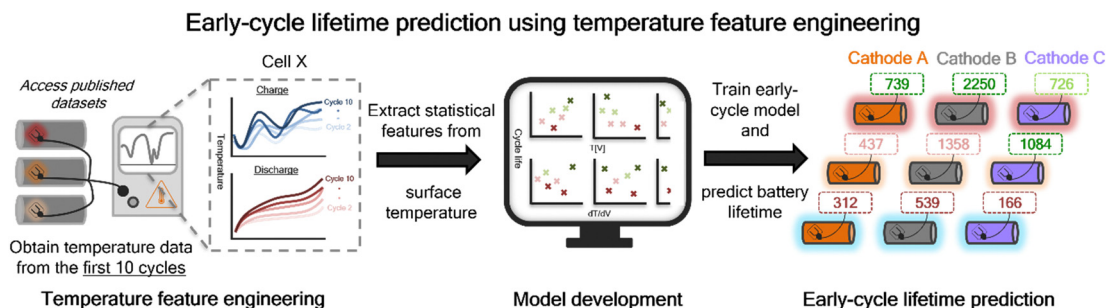 Early-cycle lifetime prediction using temperature feature engineering
Access published
datasets
Obtain temperature data
from the first 10 cycles
Cell X
Charge
Cycle 10
Cycle 2
Temperature
Discharge
Cycle 10
Cycle 2
Extract statistical
features from
surface
temperature
Cycle life
T[V]
dT/dV
Train early-
cycle model
and
predict battery
lifetime
Cathode A Cathode B Cathode C
739 2250 726
437 1358 1084
312 539 166
Temperature feature engineering Model development Early-cycle lifetime prediction